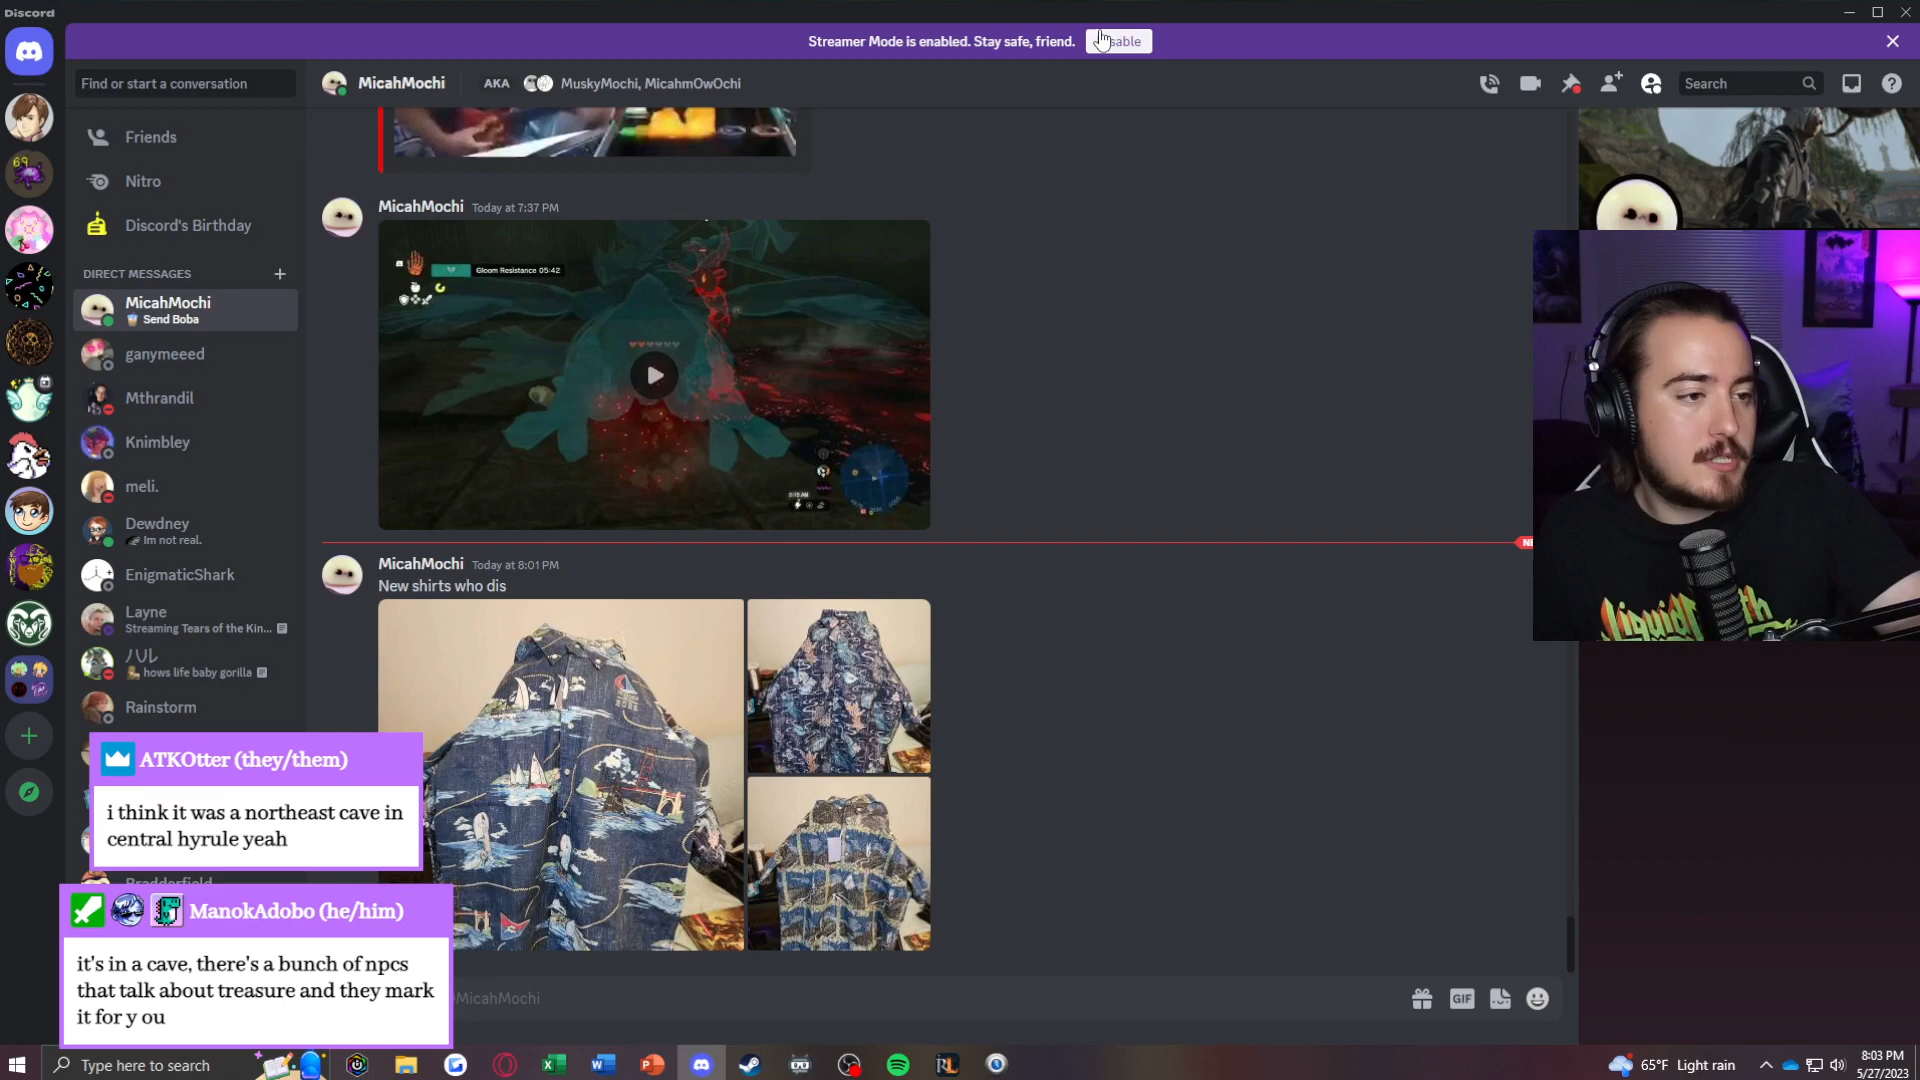 Discord
Streamer Mode is enabled. Stay safe, friend.
Find or start a conversation
MicahMochi
AKA
MuskyMochi, MicahmOwOchi
Search
Friends
Nitro
Discord's Birthday
DIRECT MESSAGES
MicahMochi
Send Boba
ganymeeed
Mthrandil
Knimbley
meli.
Dewdney
Im not real.
EnigmaticShark
Layne
Streaming Tears of the Kin...
ハル
hows life baby gorilla
Rainstorm
69
MicahMochi Today at 7:37 PM
Gloom Resistance 05:42
MicahMochi Today at 8:01 PM
New shirts who dis
ATKOtter (they/them)
i think it was a northeast cave in
central hyrule yeah
ManokAdobo (he/him)
it's in a cave, there's a bunch of npcs
that talk about treasure and they mark
it for y ou
MicahMochi
GIF
Type here to search
65°F Light rain
8:03 PM
5/27/2023